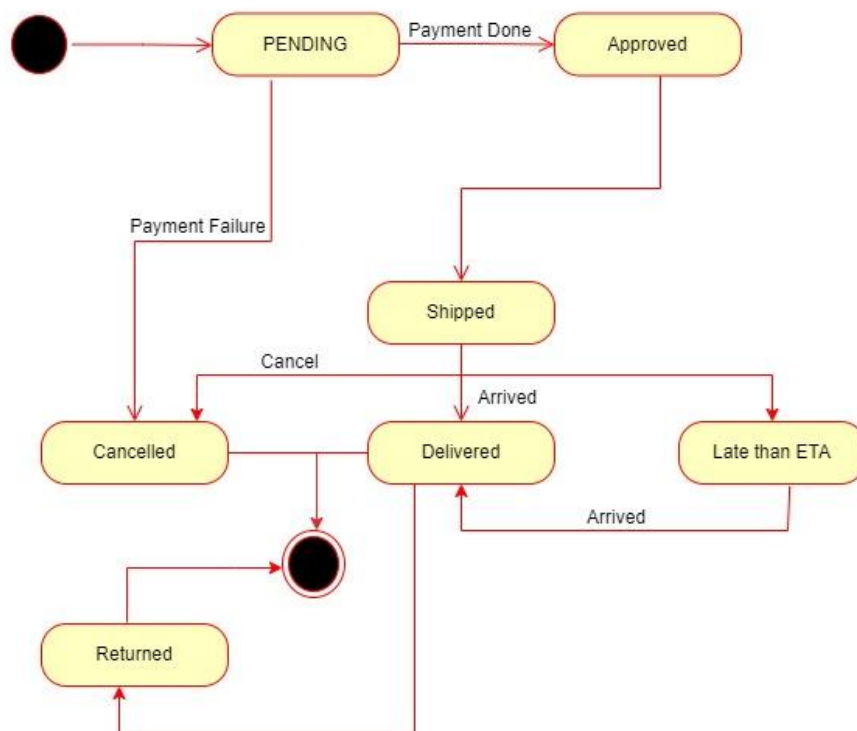 PENDING
Payment Done
Approved
Payment Failure
Shipped
Cancel
Arrived
Cancelled
Delivered
Late than ETA
Arrived
Returned